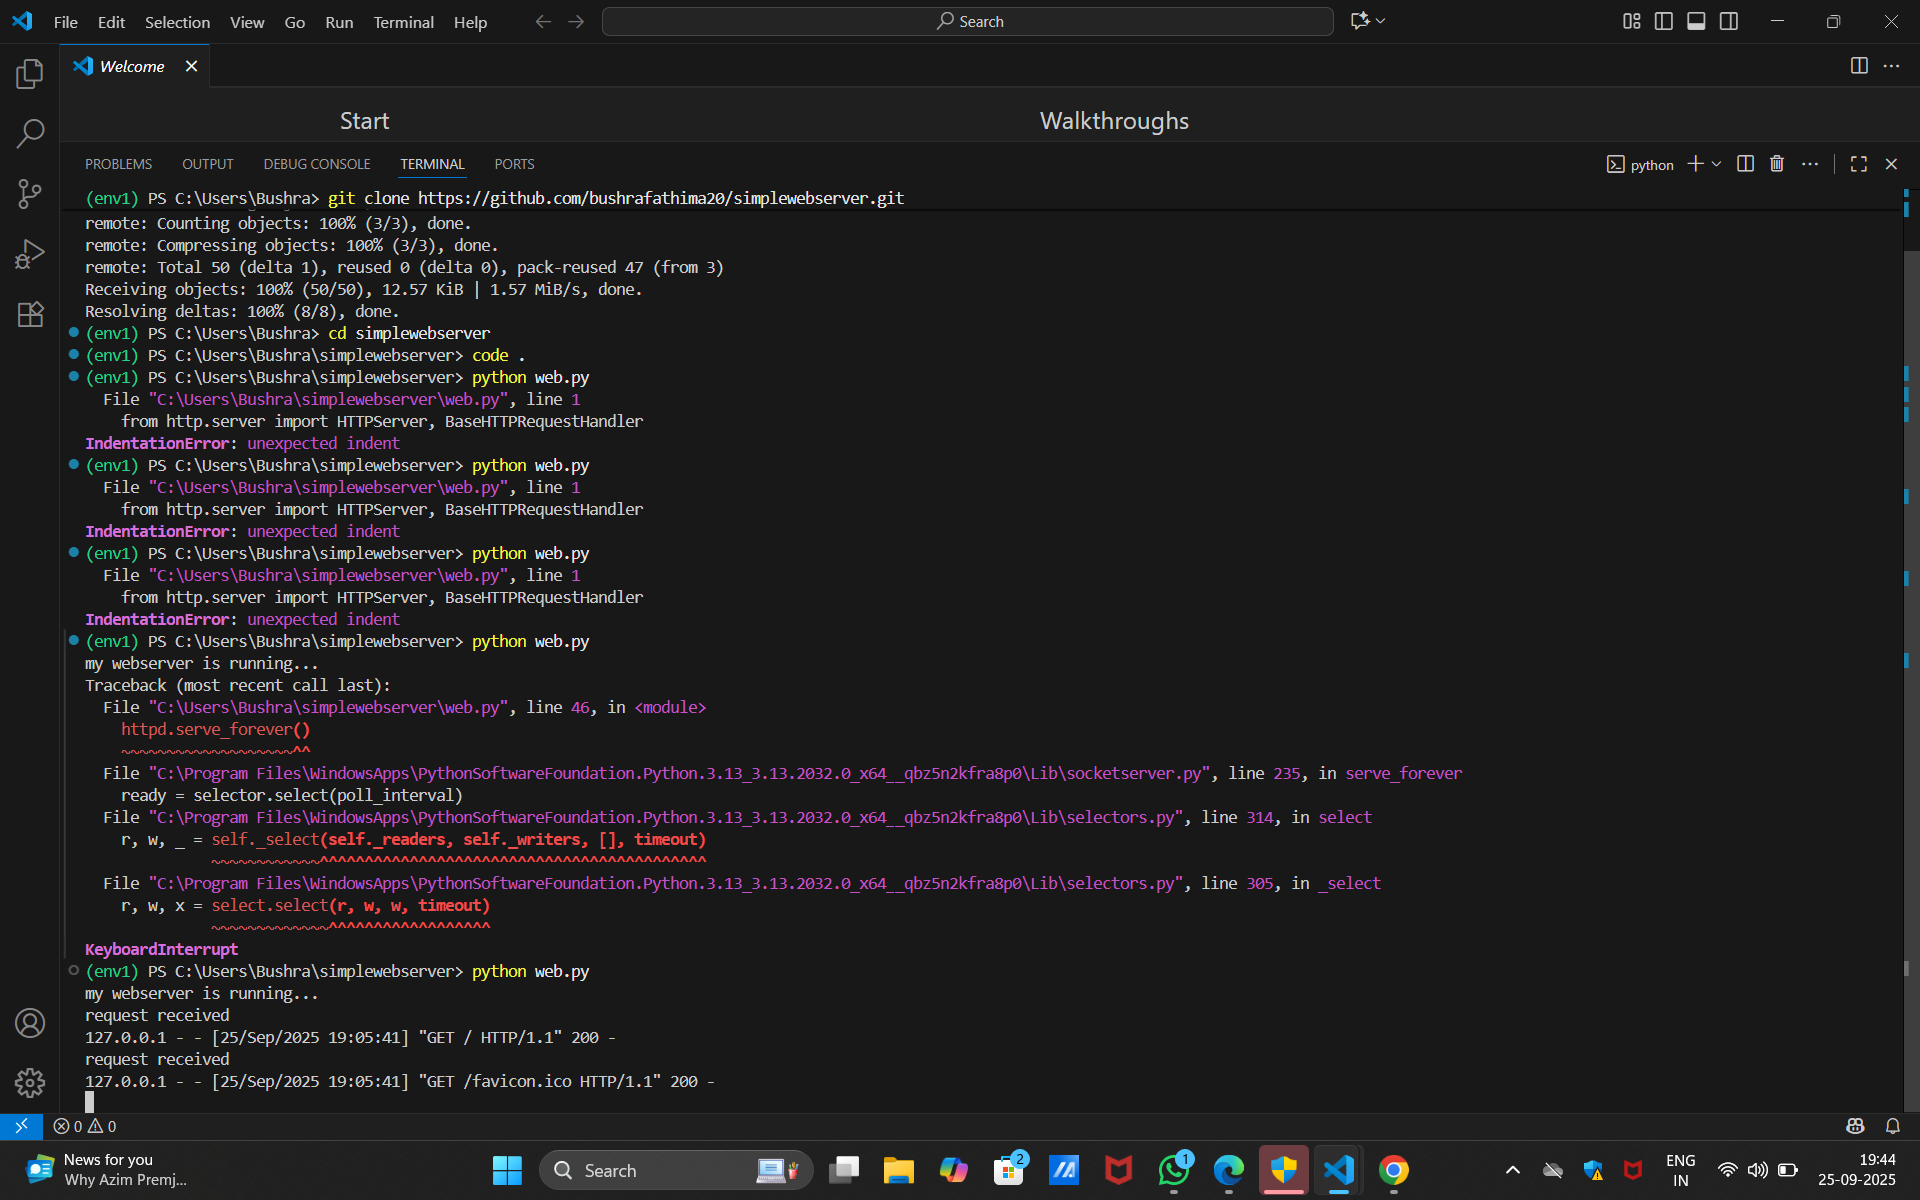 File Edit Selection View Go Run Terminal Help
Search
Welcome
Start Walkthroughs
PROBLEMS OUTPUT DEBUG CONSOLE TERMINAL PORTS
python
(env1) PS C:\Users\Bushra> git clone https://github.com/bushrafathima20/simplewebserver.git
remote: Counting objects: 100% (3/3), done.
remote: Compressing objects: 100% (3/3), done.
remote: Total 50 (delta 1), reused 0 (delta 0), pack-reused 47 (from 3)
Receiving objects: 100% (50/50), 12.57 KiB | 1.57 MiB/s, done.
Resolving deltas: 100% (8/8), done.
(env1) PS C:\Users\Bushra> cd simplewebserver
(env1) PS C:\Users\Bushra\simplewebserver> code .
(env1) PS C:\Users\Bushra\simplewebserver> python web.py
  File "C:\Users\Bushra\simplewebserver\web.py", line 1
    from http.server import HTTPServer, BaseHTTPRequestHandler
IndentationError: unexpected indent
(env1) PS C:\Users\Bushra\simplewebserver> python web.py
  File "C:\Users\Bushra\simplewebserver\web.py", line 1
    from http.server import HTTPServer, BaseHTTPRequestHandler
IndentationError: unexpected indent
(env1) PS C:\Users\Bushra\simplewebserver> python web.py
  File "C:\Users\Bushra\simplewebserver\web.py", line 1
    from http.server import HTTPServer, BaseHTTPRequestHandler
IndentationError: unexpected indent
(env1) PS C:\Users\Bushra\simplewebserver> python web.py
my webserver is running...
Traceback (most recent call last):
  File "C:\Users\Bushra\simplewebserver\web.py", line 46, in <module>
    httpd.serve_forever()
    ~~~~~~~~~~~~~~~~~~~^^
  File "C:\Program Files\WindowsApps\PythonSoftwareFoundation.Python.3.13_3.13.2032.0_x64__qbz5n2kfra8p0\Lib\socketserver.py", line 235, in serve_forever
    ready = selector.select(poll_interval)
  File "C:\Program Files\WindowsApps\PythonSoftwareFoundation.Python.3.13_3.13.2032.0_x64__qbz5n2kfra8p0\Lib\selectors.py", line 314, in select
    r, w, _ = self._select(self._readers, self._writers, [], timeout)
              ~~~~~~~~~~~~^^^^^^^^^^^^^^^^^^^^^^^^^^^^^^^^^^^^^^^^^^^
  File "C:\Program Files\WindowsApps\PythonSoftwareFoundation.Python.3.13_3.13.2032.0_x64__qbz5n2kfra8p0\Lib\selectors.py", line 305, in _select
    r, w, x = select.select(r, w, w, timeout)
              ~~~~~~~~~~~~~^^^^^^^^^^^^^^^^^^
KeyboardInterrupt
(env1) PS C:\Users\Bushra\simplewebserver> python web.py
my webserver is running...
request received
127.0.0.1 - - [25/Sep/2025 19:05:41] "GET / HTTP/1.1" 200 -
request received
127.0.0.1 - - [25/Sep/2025 19:05:41] "GET /favicon.ico HTTP/1.1" 200 -
0 0
News for you
Why Azim Premj...
Search
2
1
ENG
IN
19:44
25-09-2025